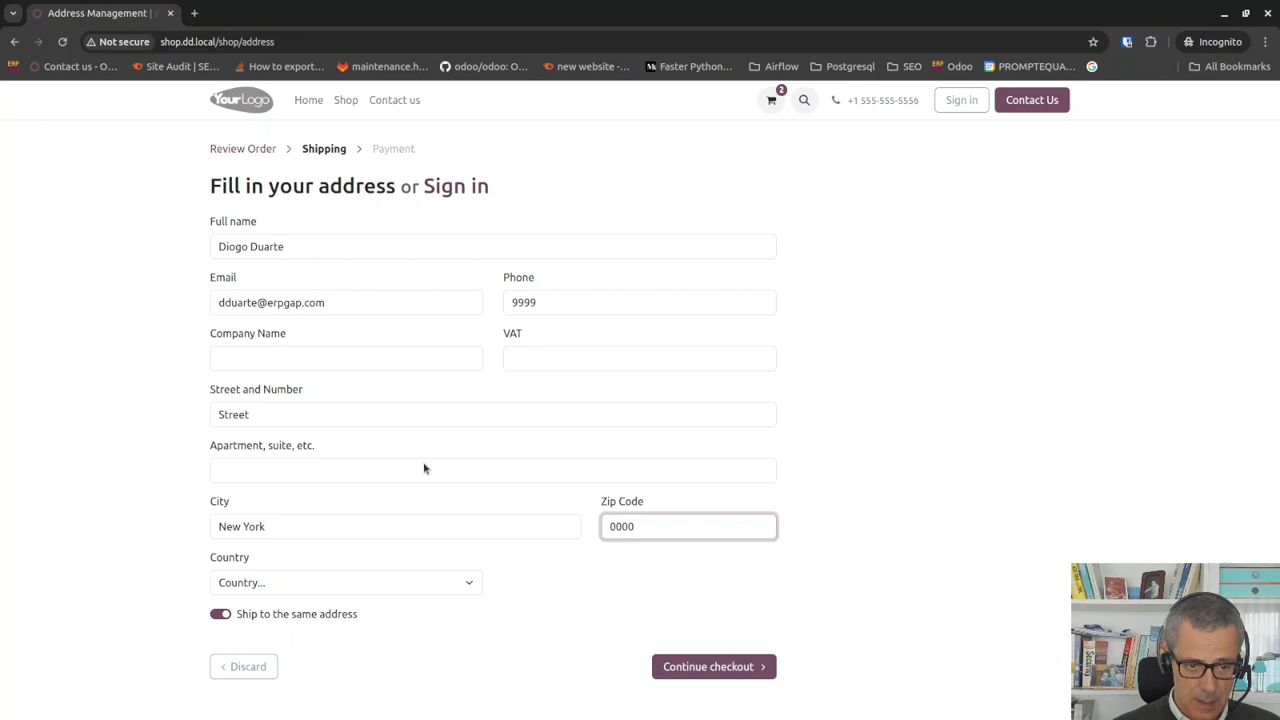 Address Management |
Not secure shop.dd.local/shop/address Incognito
ERP Contact us - O... Site Audit | SE... How to export... maintenance.h... odoo/odoo: O... new website -... Faster Python... Airflow Postgresql SEO ERP Odoo PROMPTEQUA... All Bookmarks
YourLogo Home Shop Contact us 2 +1 555-555-5556 Sign in Contact Us
Review Order > Shipping > Payment
Fill in your address or Sign in
Full name
Diogo Duarte
Email Phone
dduarte@erpgap.com 9999
Company Name VAT
Street and Number
Street
Apartment, suite, etc.
City Zip Code
New York 0000
Country
Country...
Ship to the same address
Discard Continue checkout